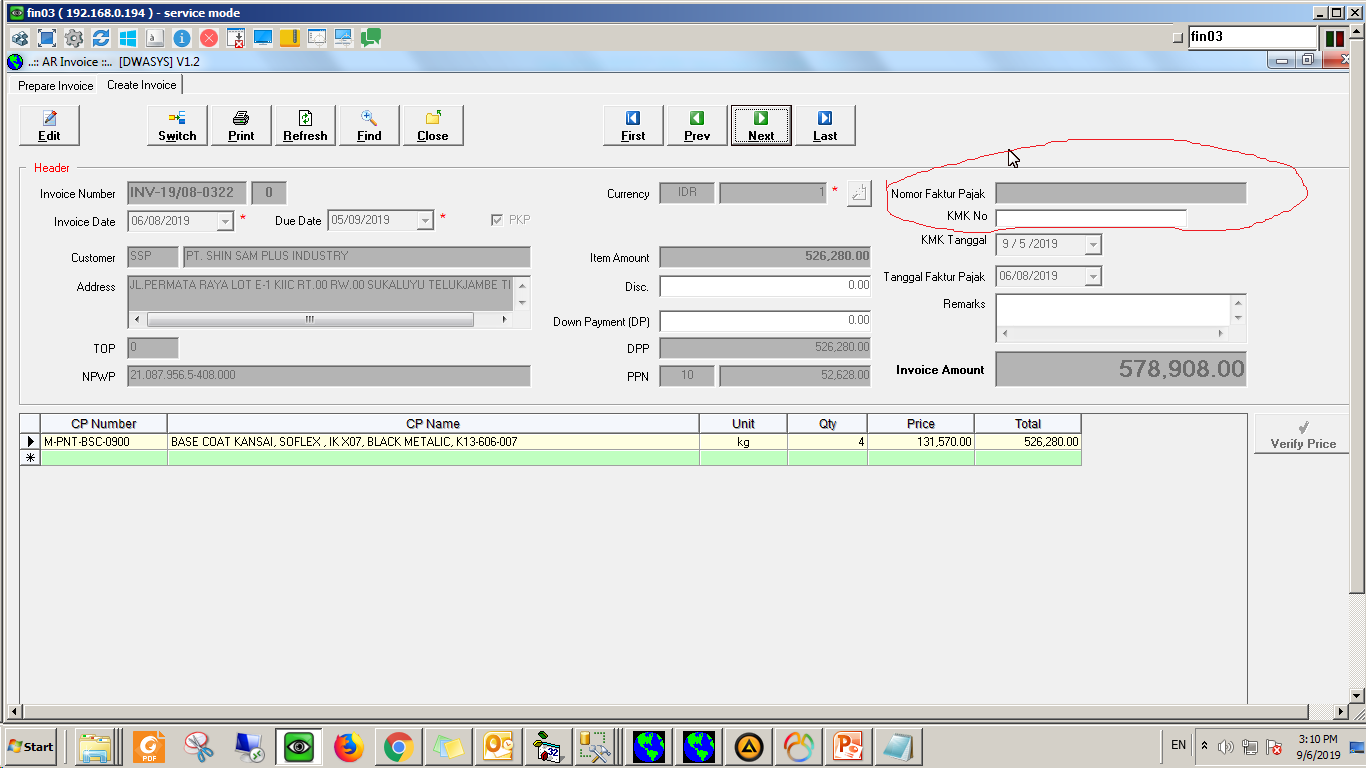 fin03 ( 192.168.0.194 ) - service mode
fin03
..:: AR Invoice ::.. [DWASYS] V1.2
Prepare Invoice Create Invoice
Edit Switch Print Refresh Find Close First Prev Next Last
Header
Invoice Number INV-19/08-0322 0 Currency IDR 1 * Nomor Faktur Pajak
KMK No
Invoice Date 06/08/2019 * Due Date 05/09/2019 * PKP
KMK Tanggal 9 / 5 /2019
Customer SSP PT. SHIN SAM PLUS INDUSTRY Item Amount 526,280.00
Tanggal Faktur Pajak 06/08/2019
Address JL.PERMATA RAYA LOT E-1 KIIC RT.00 RW.00 SUKALUYU TELUKJAMBE TI Disc. 0.00
Remarks
Down Payment (DP) 0.00
TOP 0 DPP 526,280.00
Invoice Amount 578,908.00
NPWP 21.087.956.5-408.000 PPN 10 52,628.00
CP Number CP Name Unit Qty Price Total
M-PNT-BSC-0900 BASE COAT KANSAI, SOFLEX , IK X07, BLACK METALIC, K13-606-007 kg 4 131,570.00 526,280.00
Verify Price
Start PDF 32 EN 3:10 PM
9/6/2019